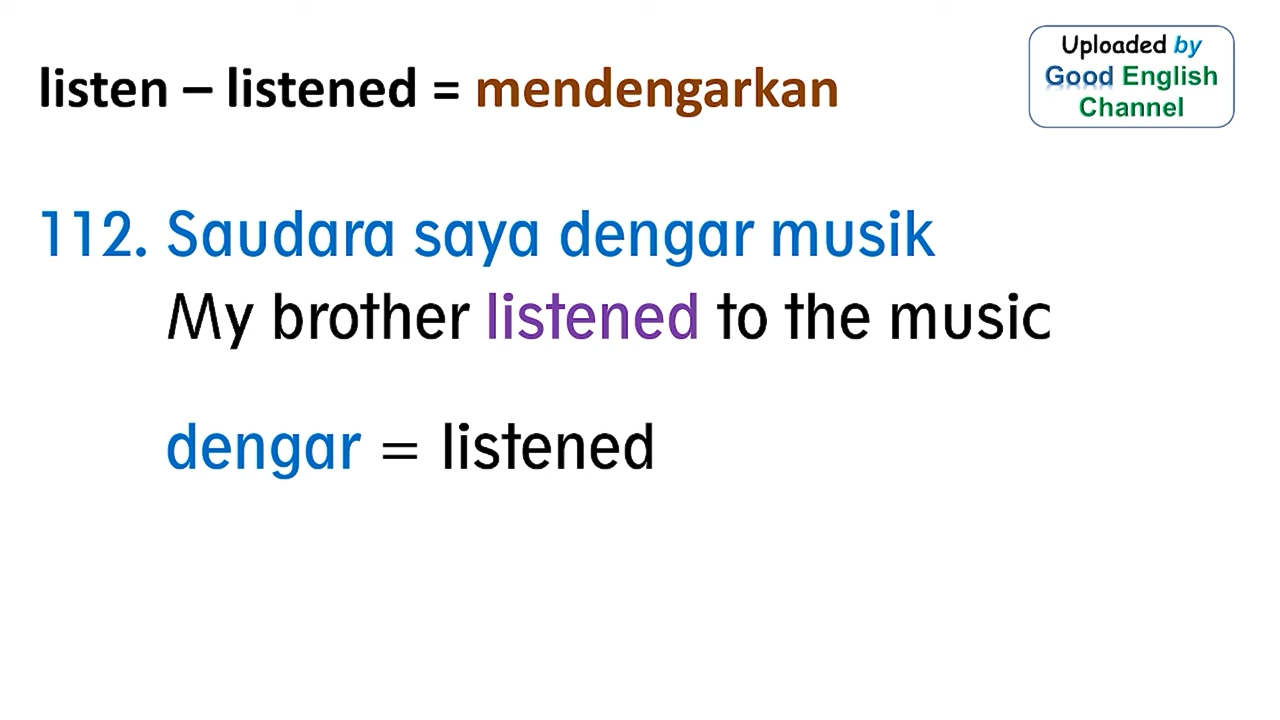 Uploaded by
Good English
Channel
listen – listened = mendengarkan
112. Saudara saya dengar musik
My brother listened to the music
dengar = listened